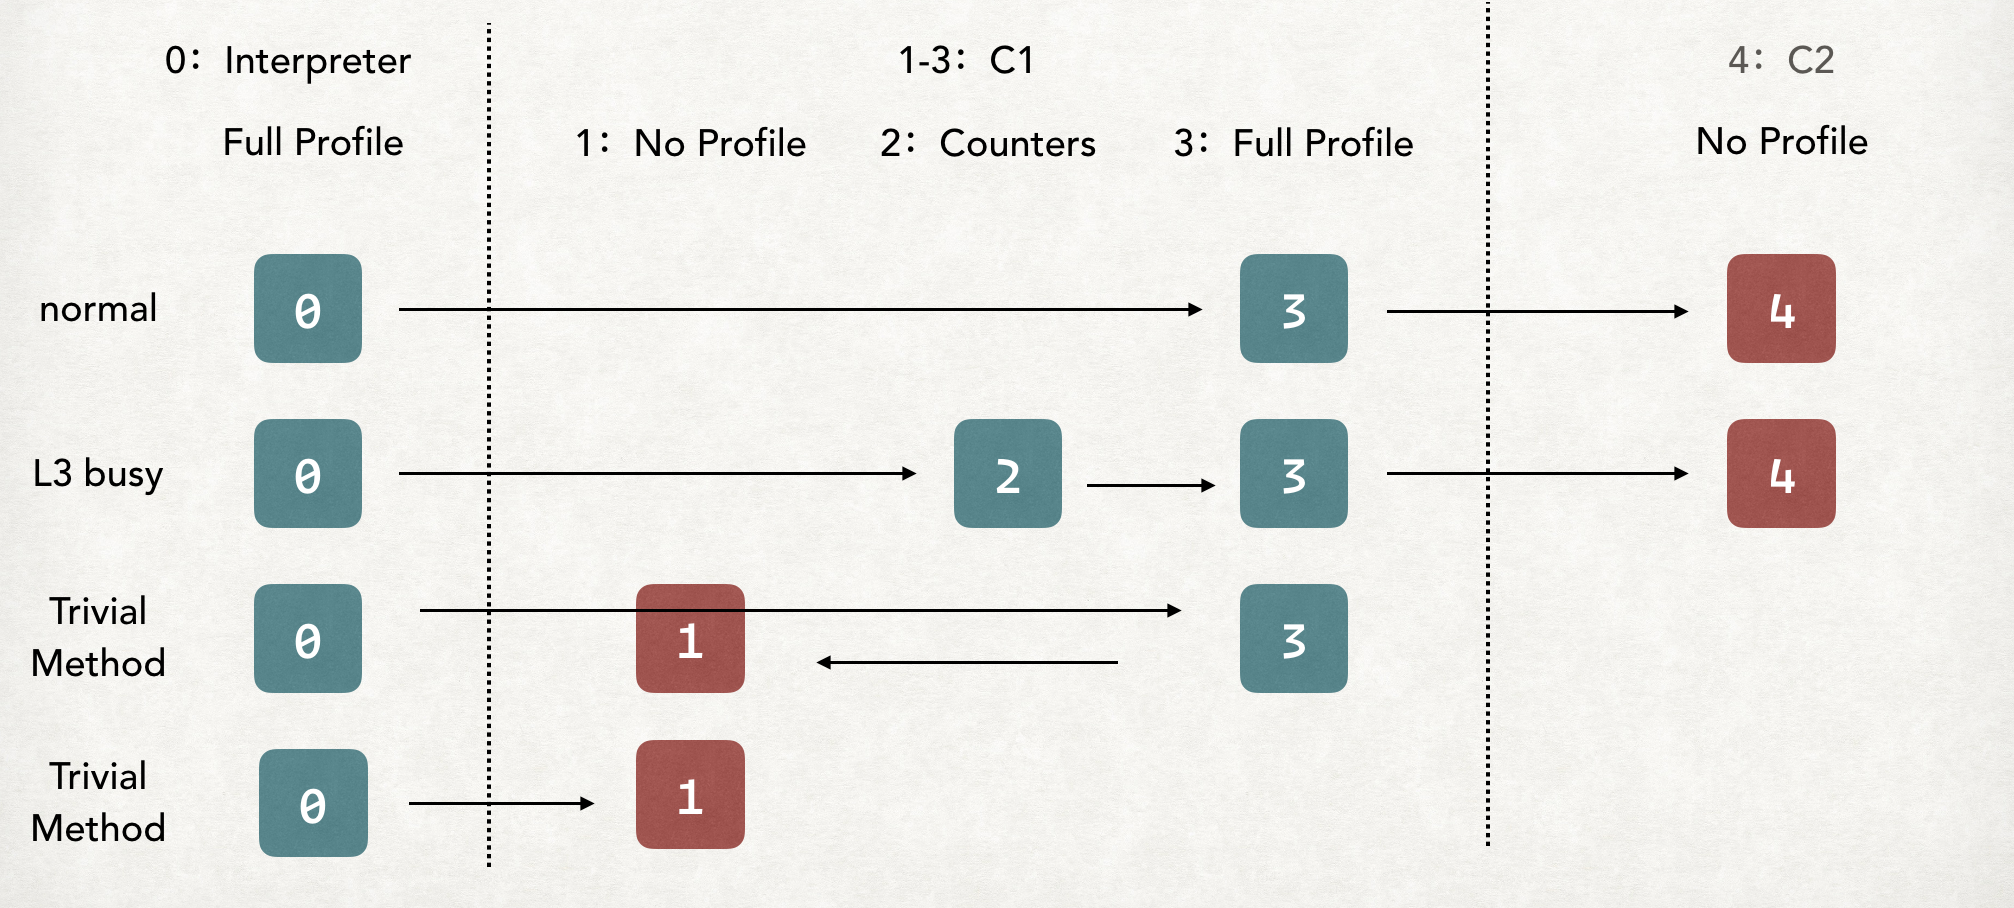 0: Interpreter
1-3: C1
4: C2
Full Profile
1: No Profile
2: Counters
3: Full Profile
No Profile
normal
0
3
4
L3 busy
0
2
3
4
Trivial
Method
0
1
3
Trivial
Method
0
1